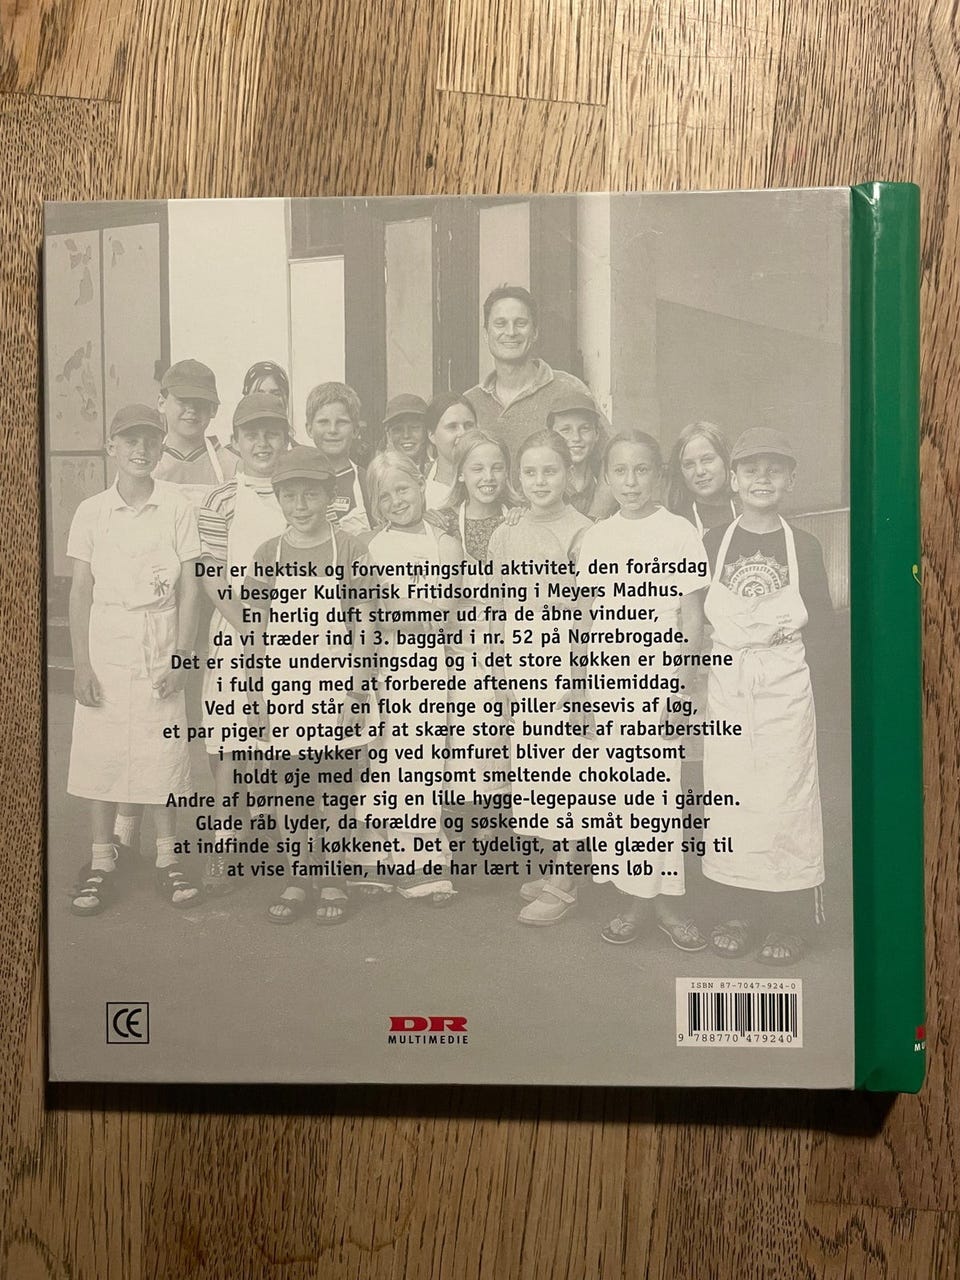 Der er hektisk og forventningsfuld aktivitet, den forårsdag
vi besøger Kulinarisk Fritidsordning i Meyers Madhus.
En herlig duft strømmer ud fra de åbne vinduer,
da vi træder ind i 3. baggård i nr. 52 på Nørrebrogade.
Det er sidste undervisningsdag og i det store køkken er børnene
i fuld gang med at forberede aftenens familiemiddag.
Ved et bord står en flok drenge og piller snesevis af løg,
et par piger er optaget af at skære store bundter af rabarberstilke
i mindre stykker og ved komfuret bliver der vagtsomt
holdt øje med den langsomt smeltende chokolade.
Andre af børnene tager sig en lille hygge-legepause ude i gården.
Glade råb lyder, da forældre og søskende så småt begynder
at indfinde sig i køkkenet. Det er tydeligt, at alle glæder sig til
at vise familien, hvad de har lært i vinterens løb ...
CE
DR
MULTIMEDIE
ISBN 87-7047-924-0
9 788770 479240